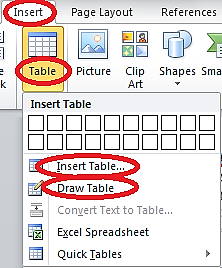 Insert Page Layout References
Table Picture Clip Art Shapes
Insert Table
Insert Table...
Draw Table
Convert Text to Table...
Excel Spreadsheet
Quick Tables